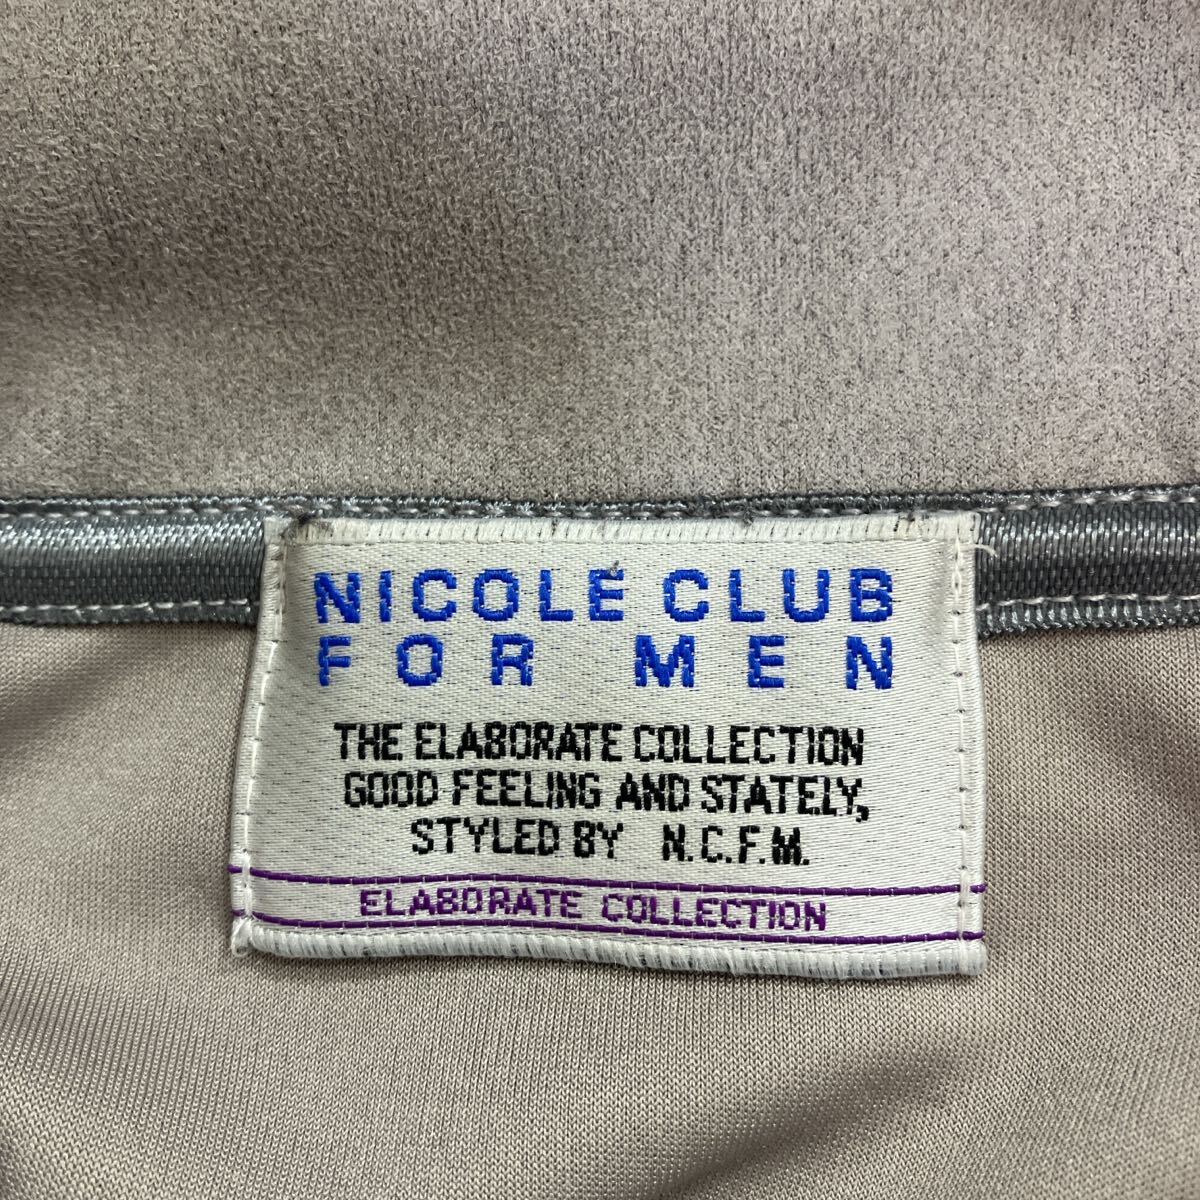 NICOLE CLUB
FOR MEN
THE ELABORATE COLLECTION
GOOD FEELING AND STATELY,
STYLED BY N.C.F.M.
ELABORATE COLLECTION